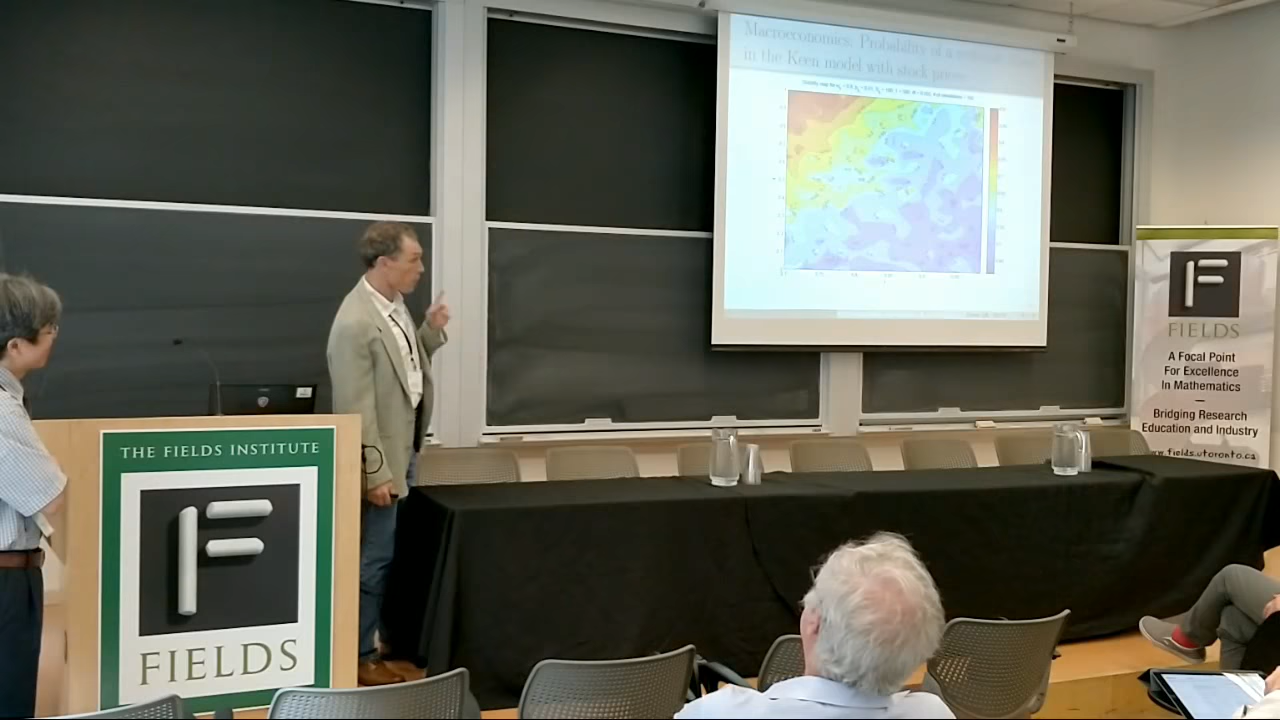 Macroeconomics: Probability of a
in the Keen model with stock prices
THE FIELDS INSTITUTE
FIELDS
FIELDS
A Focal Point
For Excellence
In Mathematics
Bridging Research
Education and Industry
www.fields.utoronto.ca